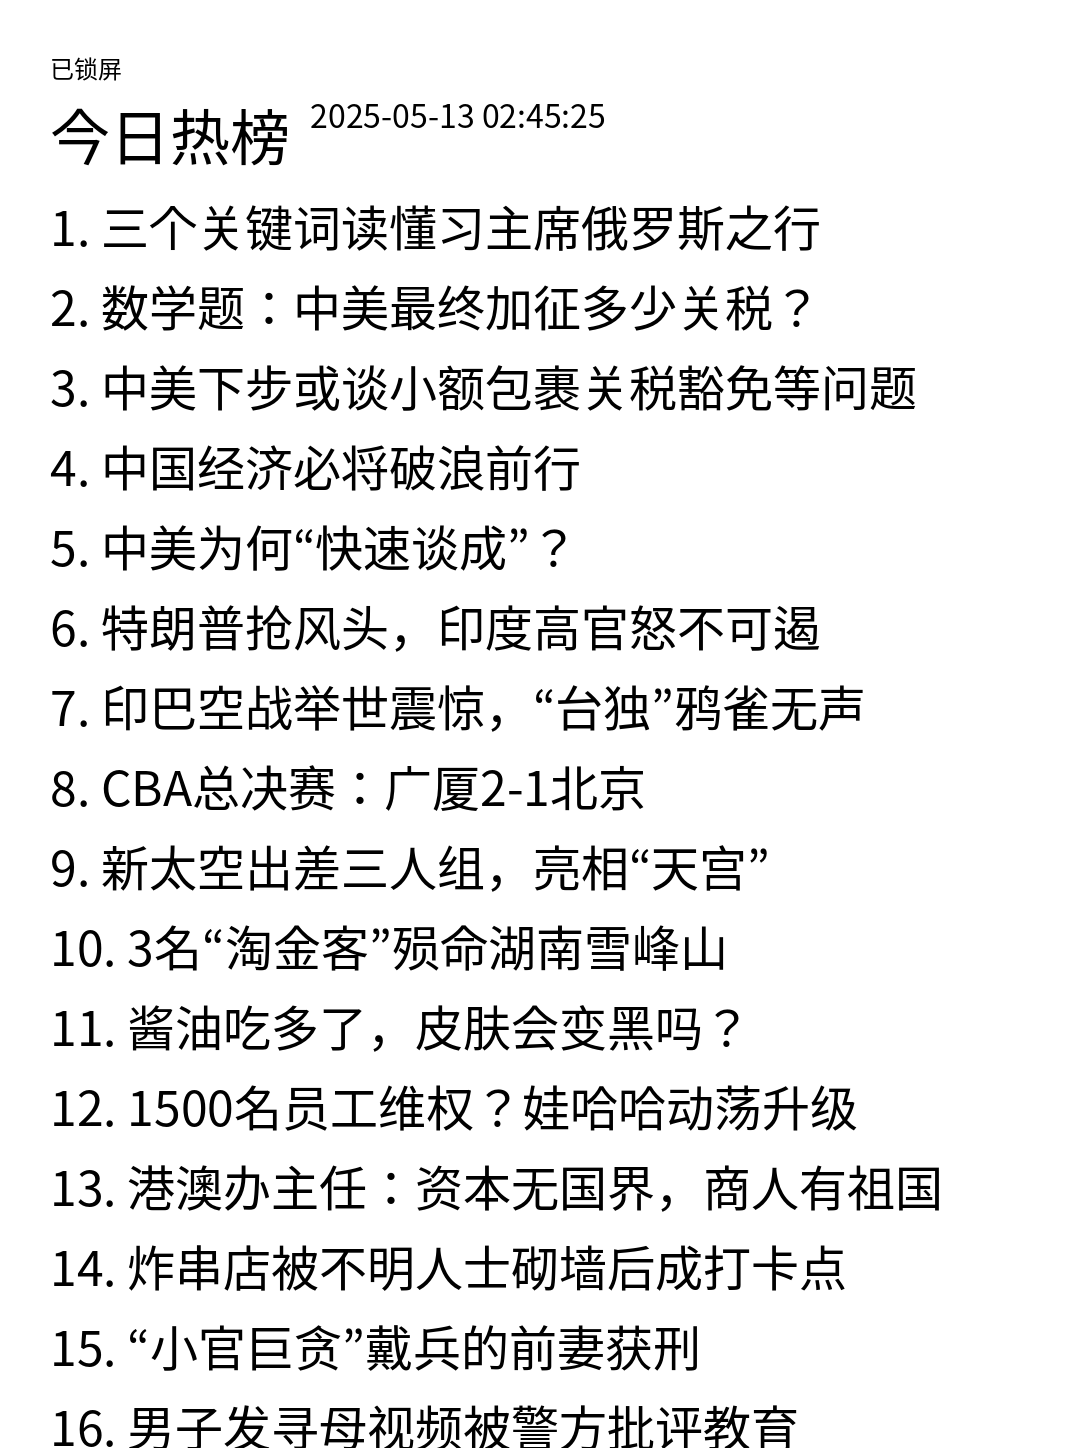 已锁屏
今日热榜 2025-05-13 02:45:25
1. 三个关键词读懂习主席俄罗斯之行
2. 数学题：中美最终加征多少关税？
3. 中美下步或谈小额包裹关税豁免等问题
4. 中国经济必将破浪前行
5. 中美为何“快速谈成”？
6. 特朗普抢风头，印度高官怒不可遏
7. 印巴空战举世震惊，“台独”鸦雀无声
8. CBA总决赛：广厦2-1北京
9. 新太空出差三人组，亮相“天宫”
10. 3名“淘金客”殒命湖南雪峰山
11. 酱油吃多了，皮肤会变黑吗？
12. 1500名员工维权？娃哈哈动荡升级
13. 港澳办主任：资本无国界，商人有祖国
14. 炸串店被不明人士砌墙后成打卡点
15. “小官巨贪”戴兵的前妻获刑
16. 男子发寻母视频被警方批评教育